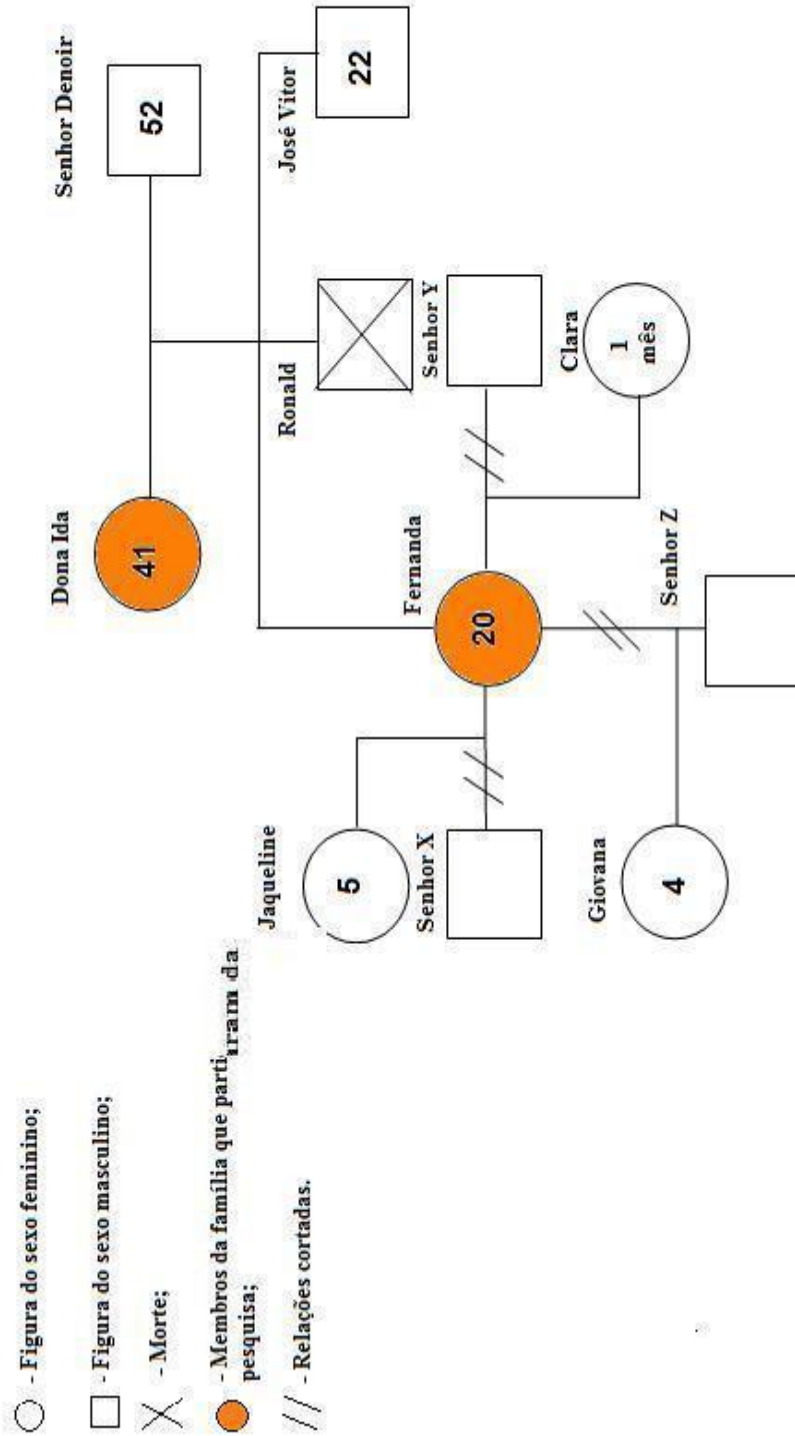 Dona Ida
41
Senhor Denoir
52
Fernanda
20
Ronald
José Vitor
22
Jaqueline
5
Senhor X
Senhor Y
Clara
1
mês
Giovana
4
Senhor Z
- Figura do sexo feminino;
- Figura do sexo masculino;
- Morte;
- Membros da família que parti ıram da
pesquisa;
- Relações cortadas.